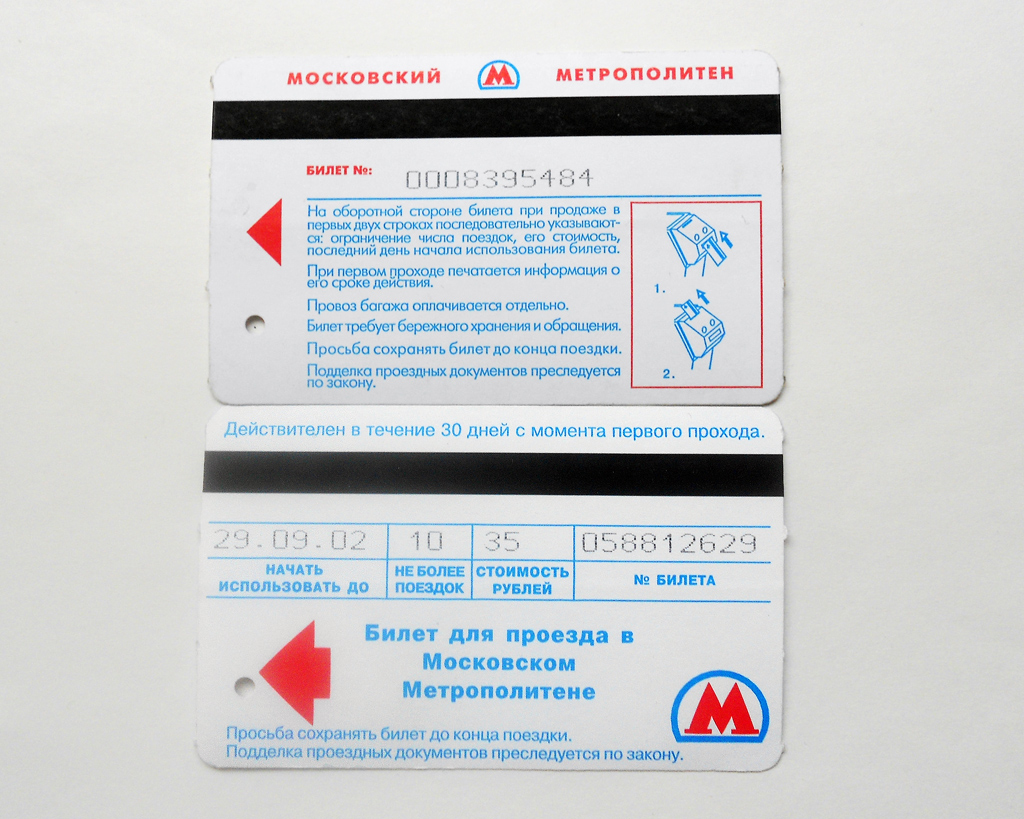 МОСКОВСКИЙ М МЕТРОПОЛИТЕН
БИЛЕТ №: 0008395484
На оборотной стороне билета при продаже в
первых двух строках последовательно указывают-
ся: ограничение числа поездок, его стоимость,
последний день начала использования билета.
При первом проходе печатается информация о
его сроке действия.
Провоз багажа оплачивается отдельно.
Билет требует бережного хранения и обращения.
Просьба сохранять билет до конца поездки.
Подделка проездных документов преследуется
по закону.
1.
2.
Действителен в течение 30 дней с момента первого прохода.
29.09.02 10 35 058812629
НАЧАТЬ
ИСПОЛЬЗОВАТЬ ДО
НЕ БОЛЕЕ
ПОЕЗДОК
СТОИМОСТЬ
РУБЛЕЙ
№ БИЛЕТА
Билет для проезда в
Московском
Метрополитене
М
Просьба сохранять билет до конца поездки.
Подделка проездных документов преследуется по закону.